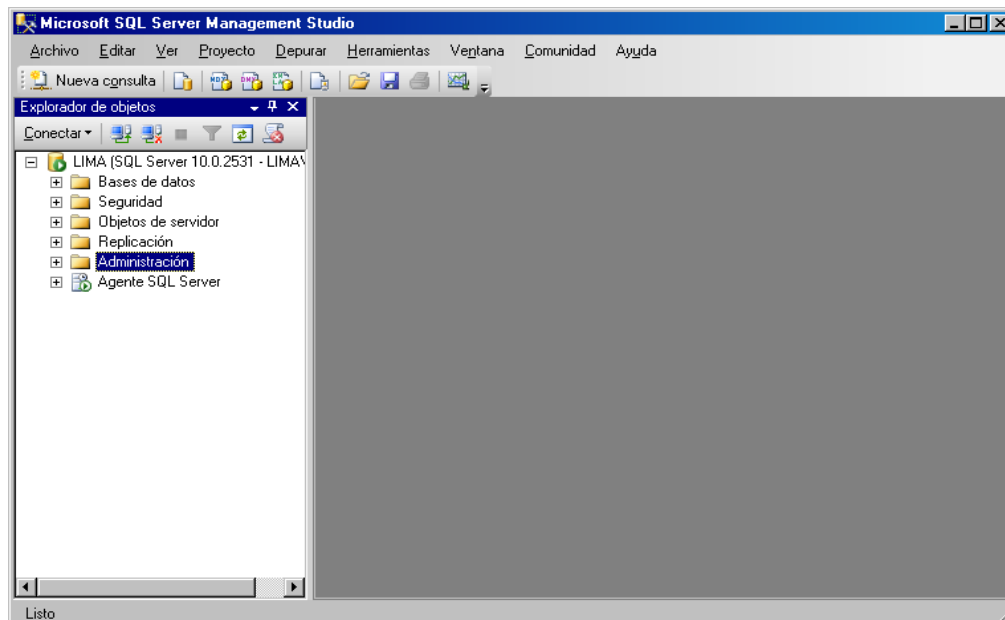 Microsoft SQL Server Management Studio
Archivo Editar Ver Proyecto Depurar Herramientas Ventana Comunidad Ayuda
Nueva consulta
Explorador de objetos
Conectar
LIMA (SQL Server 10.0.2531 - LIMA\
Bases de datos
Seguridad
Objetos de servidor
Replicación
Administración
Agente SQL Server
Listo